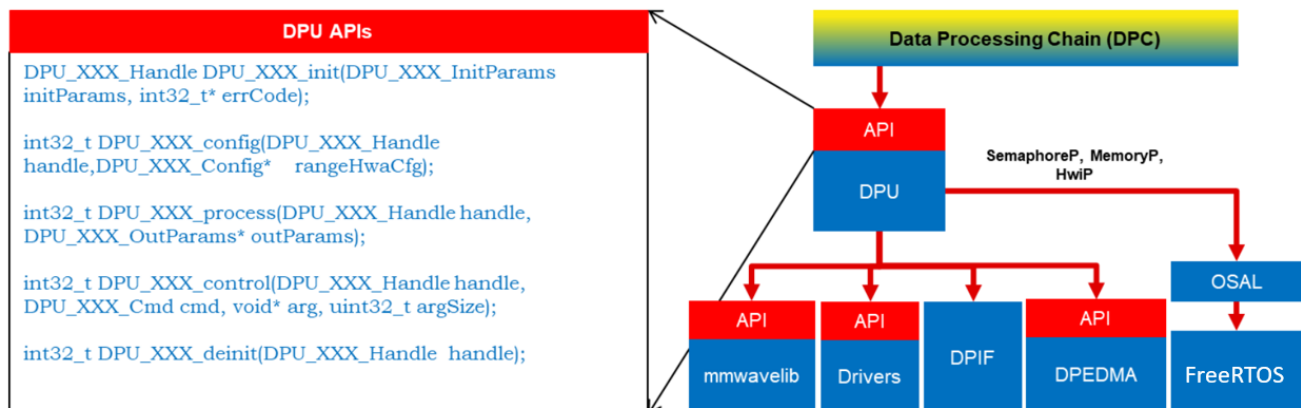 DPU APIs
DPU_XXX_Handle DPU_XXX_init(DPU_XXX_InitParams
initParams, int32_t* errCode);
int32_t DPU_XXX_config(DPU_XXX_Handle
handle,DPU_XXX_Config* rangeHwaCfg);
int32_t DPU_XXX_process(DPU_XXX_Handle handle,
DPU_XXX_OutParams* outParams);
int32_t DPU_XXX_control(DPU_XXX_Handle handle,
DPU_XXX_Cmd cmd, void* arg, uint32_t argSize);
int32_t DPU_XXX_deinit(DPU_XXX_Handle handle);
Data Processing Chain (DPC)
API
DPU
SemaphoreP, MemoryP,
HwiP
OSAL
FreeRTOS
API
mmwavelib
API
Drivers
DPIF
API
DPEDMA